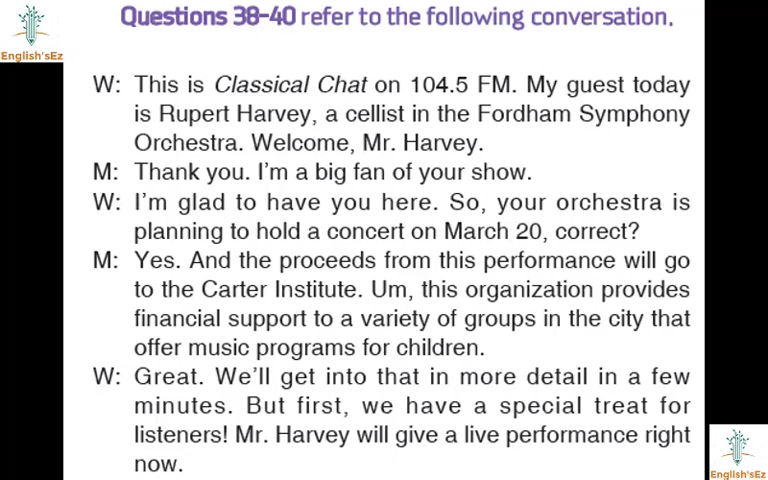 Questions 38-40 refer to the following conversation.
English'sEz
W: This is Classical Chat on 104.5 FM. My guest today
is Rupert Harvey, a cellist in the Fordham Symphony
Orchestra. Welcome, Mr. Harvey.
M: Thank you. I'm a big fan of your show.
W: I'm glad to have you here. So, your orchestra is
planning to hold a concert on March 20, correct?
M: Yes. And the proceeds from this performance will go
to the Carter Institute. Um, this organization provides
financial support to a variety of groups in the city that
offer music programs for children.
W: Great. We'll get into that in more detail in a few
minutes. But first, we have a special treat for
listeners! Mr. Harvey will give a live performance right
now.
English'sEz